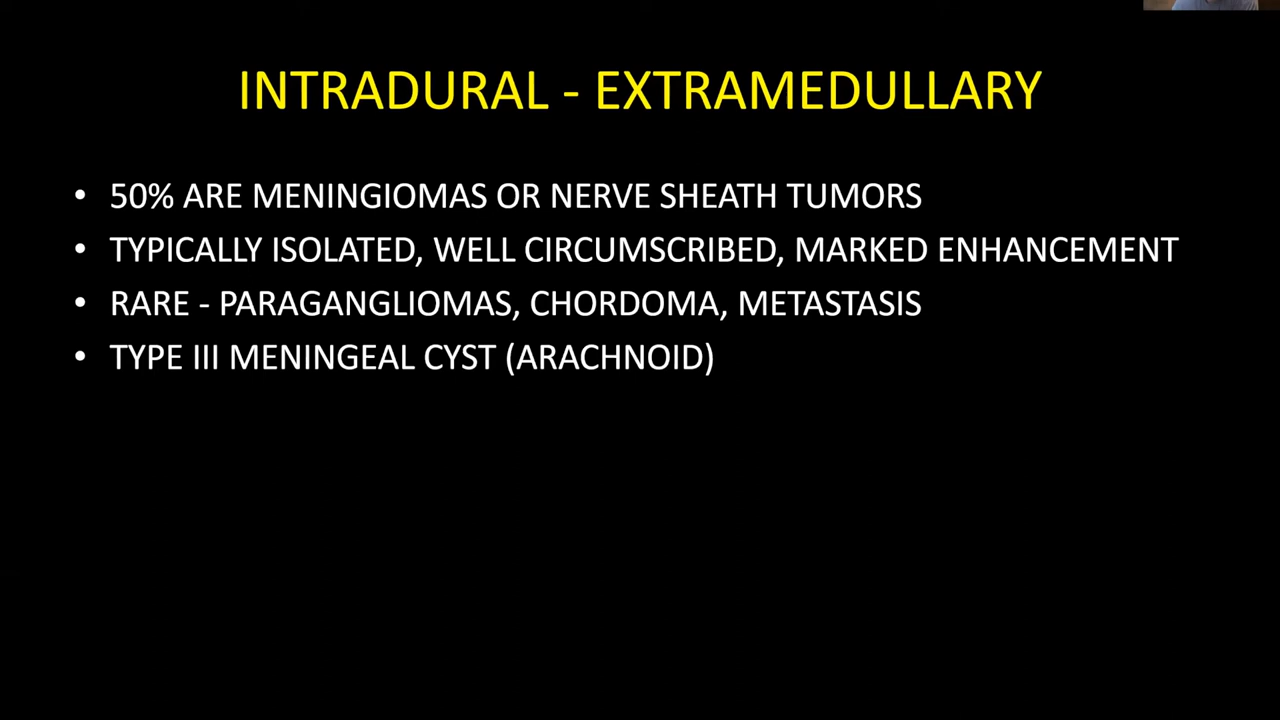 INTRADURAL - EXTRAMEDULLARY
• 50% ARE MENINGIOMAS OR NERVE SHEATH TUMORS
• TYPICALLY ISOLATED, WELL CIRCUMSCRIBED, MARKED ENHANCEMENT
• RARE - PARAGANGLIOMAS, CHORDOMA, METASTASIS
• TYPE III MENINGEAL CYST (ARACHNOID)